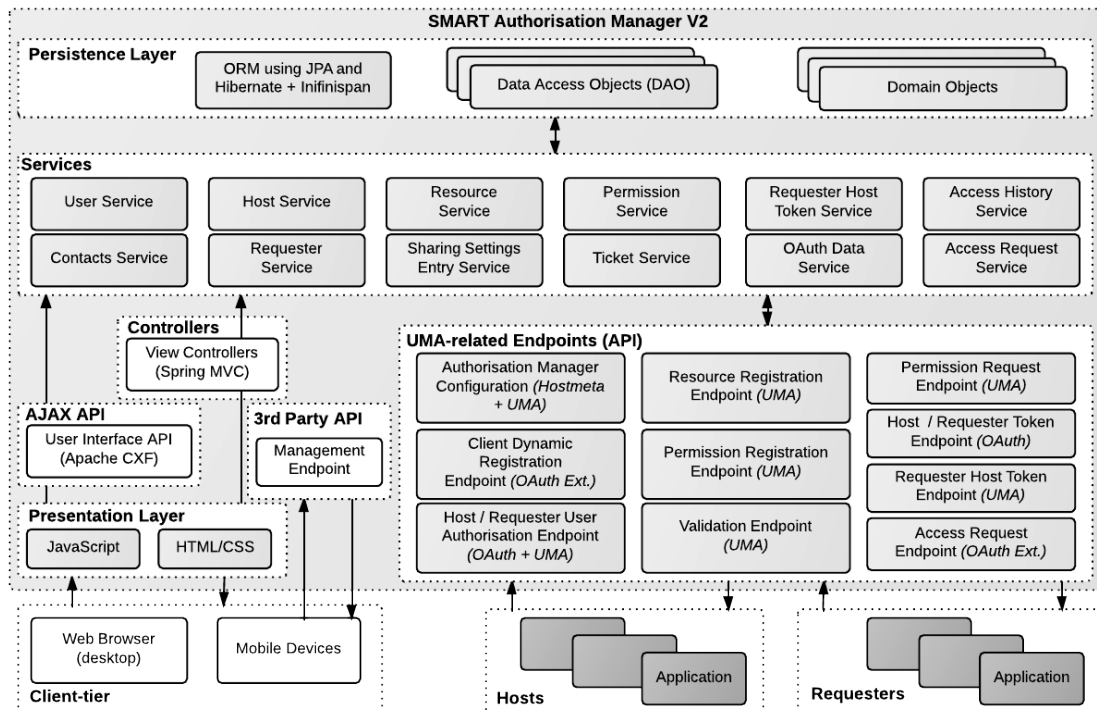 SMART Authorisation Manager V2
Persistence Layer
ORM using JPA and
Hibernate + Inifinispan
Data Access Objects (DAO)
Domain Objects
Services
User Service
Host Service
Resource
Service
Permission
Service
Requester Host
Token Service
Access History
Service
Contacts Service
Requester
Service
Sharing Settings
Entry Service
Ticket Service
OAuth Data
Service
Access Request
Service
Controllers
View Controllers
(Spring MVC)
AJAX API
User Interface API
(Apache CXF)
3rd Party API
Management
Endpoint
Presentation Layer
JavaScript
HTML/CSS
UMA-related Endpoints (API)
Authorisation Manager
Configuration (Hostmeta
+ UMA)
Resource Registration
Endpoint (UMA)
Permission Request
Endpoint (UMA)
Client Dynamic
Registration
Endpoint (OAuth Ext.)
Permission Registration
Endpoint (UMA)
Host / Requester Token
Endpoint (OAuth)
Requester Host Token
Endpoint (UMA)
Host / Requester User
Authorisation Endpoint
(OAuth + UMA)
Validation Endpoint
(UMA)
Access Request
Endpoint (OAuth Ext.)
Web Browser
(desktop)
Mobile Devices
Client-tier
Application
Hosts
Application
Requesters